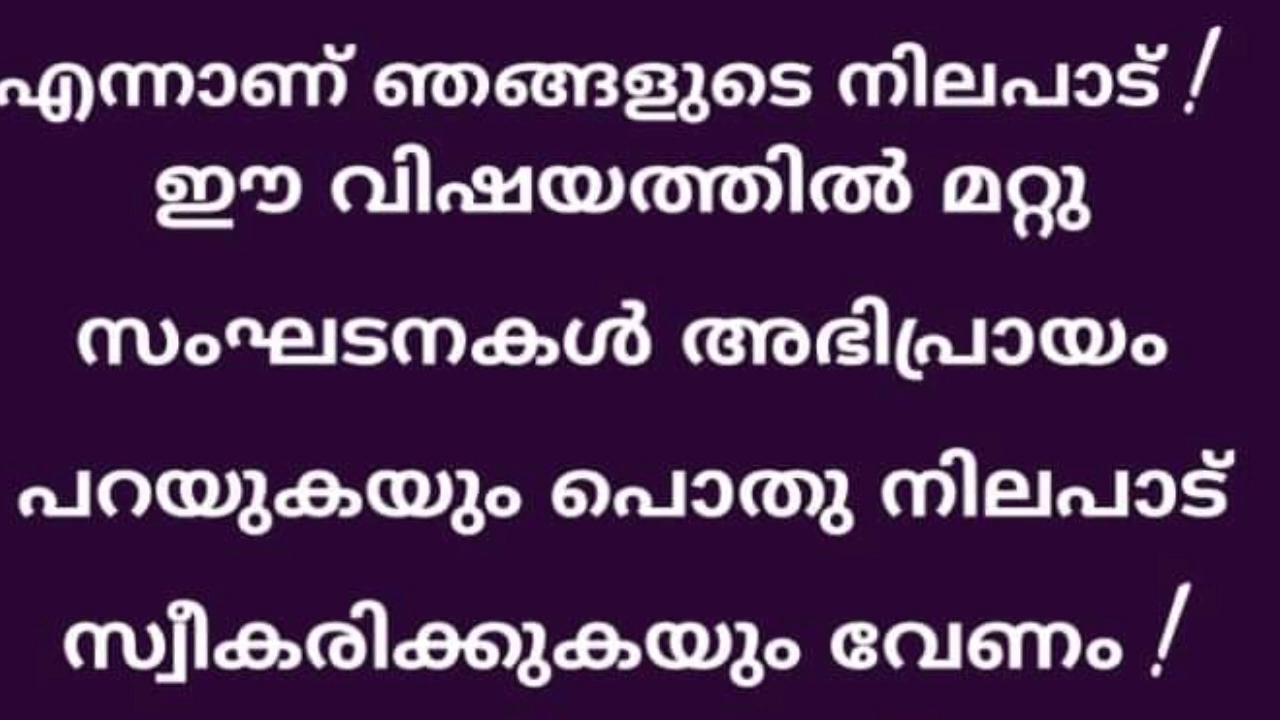 എന്നാണ് ഞങ്ങളുടെ നിലപാട് !
ഈ വിഷയത്തിൽ മറ്റു
സംഘടനകൾ അഭിപ്രായം
പറയുകയും പൊതു നിലപാട്
സ്വീകരിക്കുകയും വേണം !